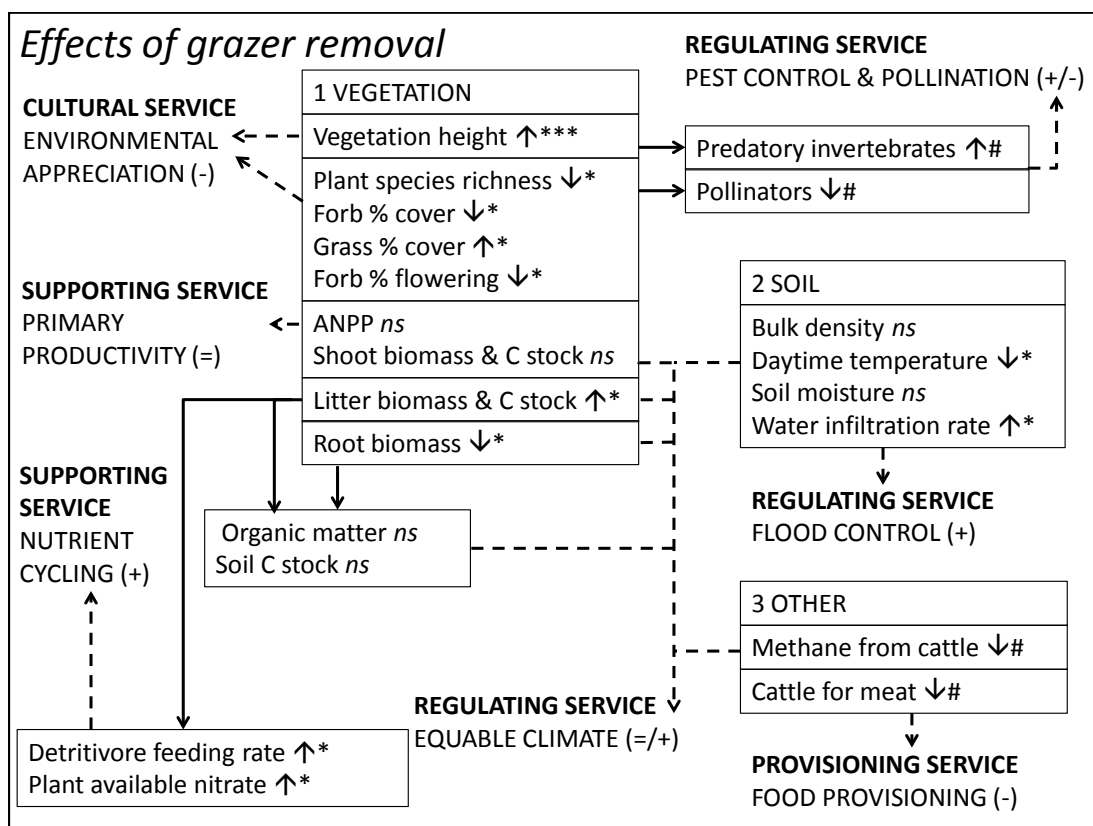 Effects of grazer removal
CULTURAL SERVICE
ENVIRONMENTAL
APPRECIATION (-)
SUPPORTING SERVICE
PRIMARY
PRODUCTIVITY (=)
SUPPORTING
SERVICE
NUTRIENT
CYCLING (+)
1 VEGETATION
Vegetation height ↑***
Plant species richness ↓*
Forb % cover ↓*
Grass % cover ↑*
Forb % flowering ↓*
ANPP ns
Shoot biomass & C stock ns
Litter biomass & C stock ↑*
Root biomass ↓*
Organic matter ns
Soil C stock ns
Detritivore feeding rate ↑*
Plant available nitrate ↑*
REGULATING SERVICE
EQUABLE CLIMATE (=/+)
REGULATING SERVICE
PEST CONTROL & POLLINATION (+/-)
Predatory invertebrates ↑#
Pollinators ↓#
2 SOIL
Bulk density ns
Daytime temperature ↓*
Soil moisture ns
Water infiltration rate ↑*
REGULATING SERVICE
FLOOD CONTROL (+)
3 OTHER
Methane from cattle ↓#
Cattle for meat ↓#
PROVISIONING SERVICE
FOOD PROVISIONING (-)